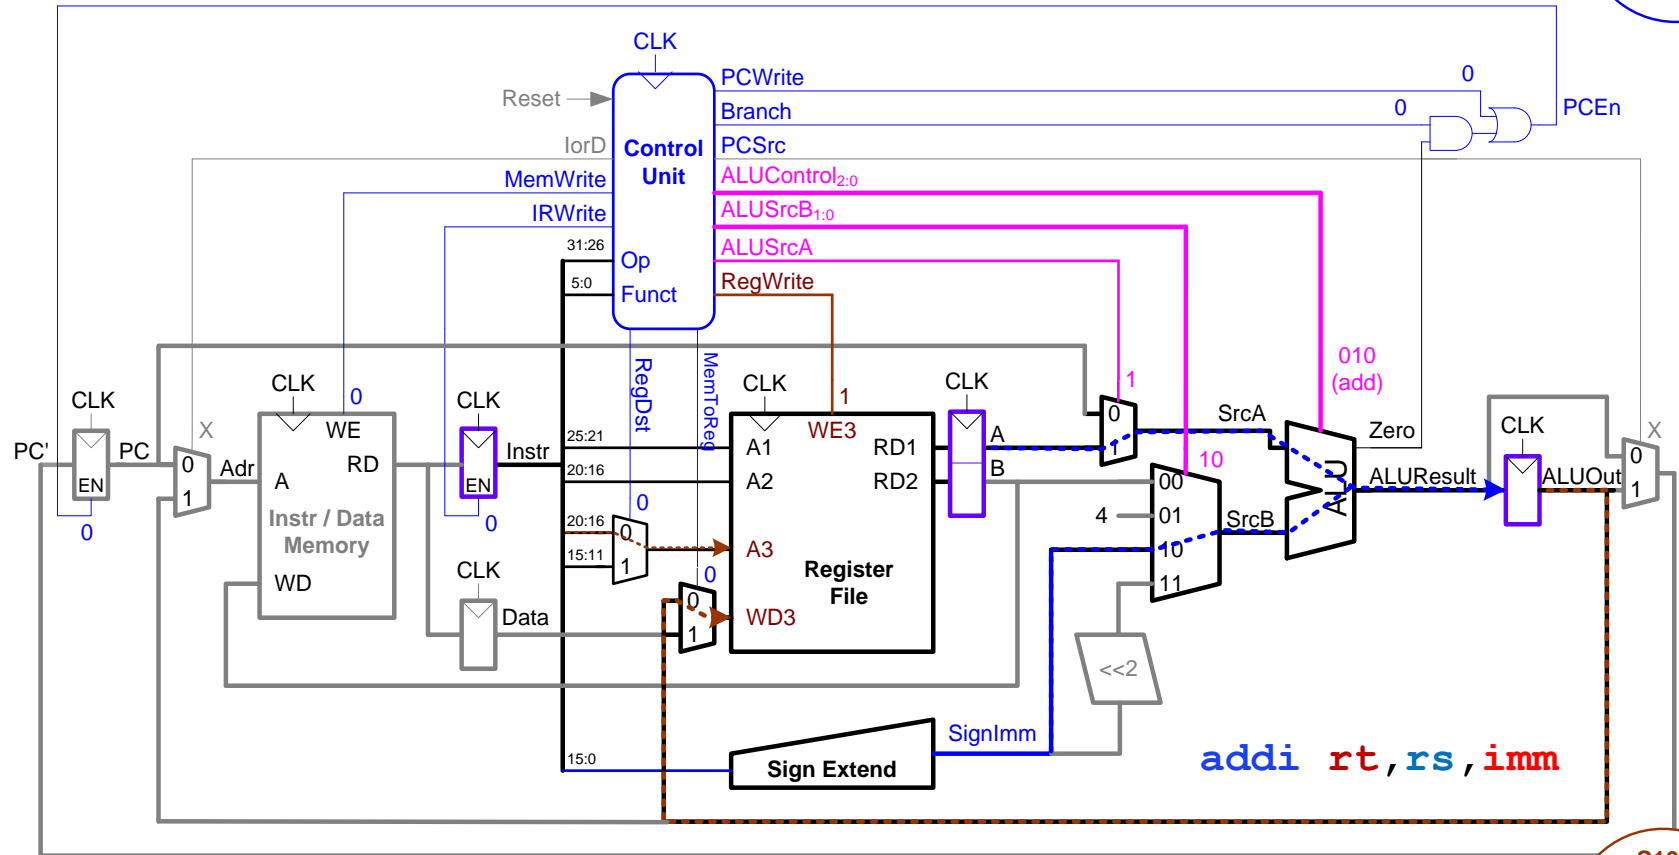 CLK
PCWrite
0
Reset
Branch
0
PCEn
IorD
Control
Unit
PCSrc
MemWrite
ALUControl2:0
IRWrite
ALUSrcB1:0
31:26
Op
ALUSrcA
5:0
Funct
RegWrite
RegDst
MemToReg
010
(add)
CLK
CLK
0
CLK
CLK
1
CLK
1
0
SrcA
CLK
PC'
PC
X
WE
Instr
25:21
A1
WE3
RD1
A
1
Zero
X
0
Adr
A
RD
20:16
A2
RD2
B
10
00
ALU
ALUResult
ALUOut
0
1
EN
EN
1
Instr / Data
Memory
0
0
0
20:16
0
A3
4
01
SrcB
10
15:11
1
Register
File
CLK
0
WD
0
11
Data
WD3
1
<<2
SignImm
15:0
Sign Extend
addi rt,rs,imm